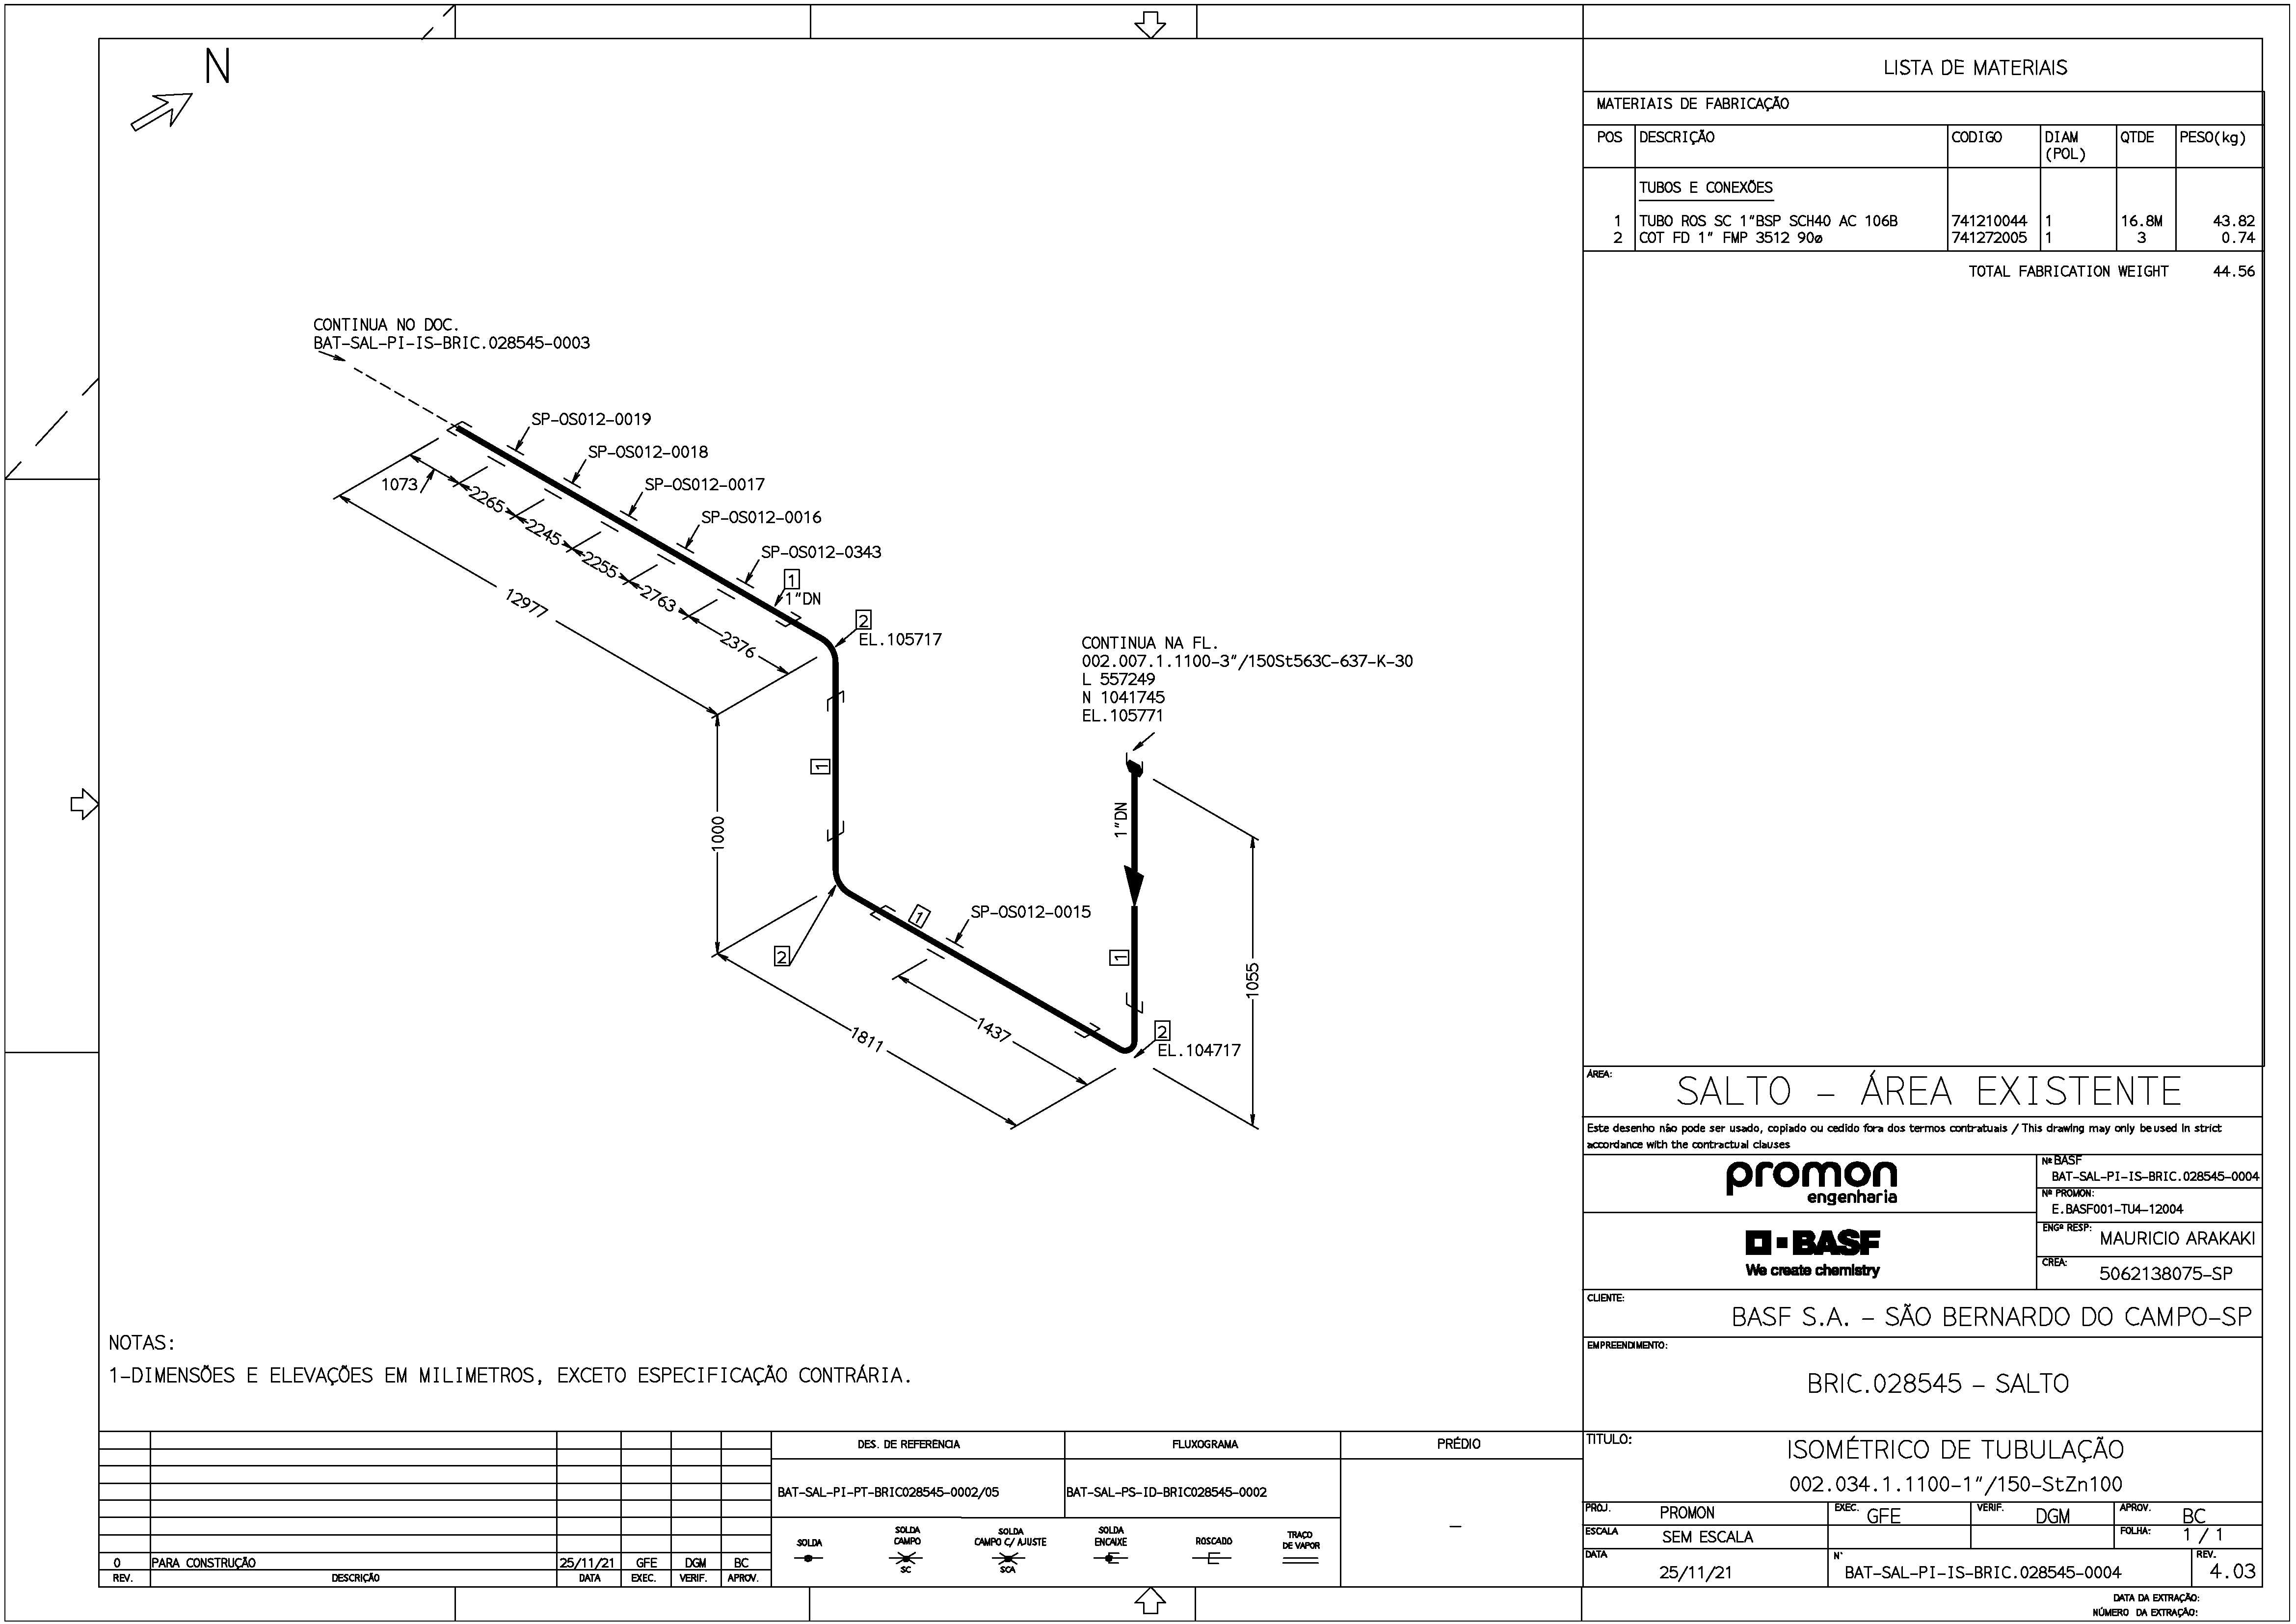 N
CONTINUA NO DOC.
BAT-SAL-PI-IS-BRIC.028545-0003
SP-OS012-0019
SP-OS012-0018
SP-OS012-0017
SP-OS012-0016
SP-OS012-0343
1
1"DN
2
EL.105717
1073
2265
2245
2255
2763
2376
12977
1
1000
2
1
SP-OS012-0015
1437
1811
CONTINUA NA FL.
002.007.1.1100-3"/150St563C-637-K-30
L 557249
N 1041745
EL.105771
1"DN
1
1055
2
EL.104717
NOTAS:
1-DIMENSÕES E ELEVAÇÕES EM MILIMETROS, EXCETO ESPECIFICAÇÃO CONTRÁRIA.
LISTA DE MATERIAIS
MATERIAIS DE FABRICAÇÃO
POS DESCRIÇÃO CODIGO DIAM (POL) QTDE PESO(kg)
TUBOS E CONEXÕES
1 TUBO ROS SC 1"BSP SCH40 AC 106B 741210044 1 16.8M 43.82
2 COT FD 1" FMP 3512 90ø 741272005 1 3 0.74
TOTAL FABRICATION WEIGHT 44.56
ÁREA:
SALTO - ÁREA EXISTENTE
Este desenho não pode ser usado, copiado ou cedido fora dos termos contratuais / This drawing may only be used in strict
accordance with the contractual clauses
promon
engenharia
Nº BASF
BAT-SAL-PI-IS-BRIC.028545-0004
Nº PROMON:
E.BASF001-TU4-12004
BASF
We create chemistry
ENGº RESP:
MAURICIO ARAKAKI
CREA:
5062138075-SP
CLIENTE:
BASF S.A. - SÃO BERNARDO DO CAMPO-SP
EMPREENDIMENTO:
BRIC.028545 - SALTO
TITULO:
ISOMÉTRICO DE TUBULAÇÃO
002.034.1.1100-1"/150-StZn100
PROJ. PROMON EXEC. GFE VERIF. DGM APROV. BC
ESCALA SEM ESCALA FOLHA: 1 / 1
DATA 25/11/21 N° BAT-SAL-PI-IS-BRIC.028545-0004 REV. 4.03
DATA DA EXTRAÇÃO:
NÚMERO DA EXTRAÇÃO:
0 PARA CONSTRUÇÃO 25/11/21 GFE DGM BC
REV. DESCRIÇÃO DATA EXEC. VERIF. APROV.
DES. DE REFERÊNCIA FLUXOGRAMA PRÉDIO
BAT-SAL-PI-PT-BRIC028545-0002/05 BAT-SAL-PS-ID-BRIC028545-0002 -
SOLDA
SOLDA CAMPO
SC
SOLDA CAMPO C/ AJUSTE
SCA
SOLDA ENCAIXE
ROSCADO
TRAÇO DE VAPOR